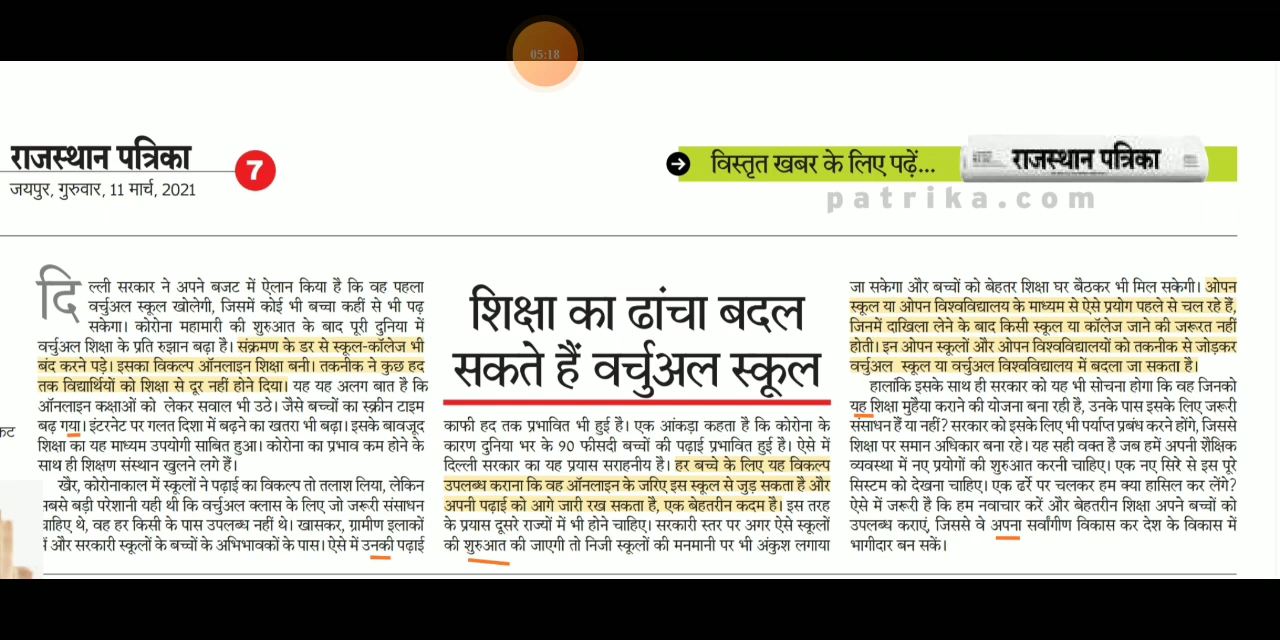 05:18
राजस्थान पत्रिका
7
जयपुर, गुरुवार, 11 मार्च, 2021
विस्तृत खबर के लिए पढ़ें...
राजस्थान पत्रिका
patrika.com
दिल्ली सरकार ने अपने बजट में ऐलान किया है कि वह पहला
वर्चुअल स्कूल खोलेगी, जिसमें कोई भी बच्चा कहीं से भी पढ़
सकेगा। कोरोना महामारी की शुरुआत के बाद पूरी दुनिया में
वर्चुअल शिक्षा के प्रति रुझान बढ़ा है। संक्रमण के डर से स्कूल-कॉलेज भी
बंद करने पड़े। इसका विकल्प ऑनलाइन शिक्षा बनी। तकनीक ने कुछ हद
तक विद्यार्थियों को शिक्षा से दूर नहीं होने दिया। यह यह अलग बात है कि
ऑनलाइन कक्षाओं को लेकर सवाल भी उठे। जैसे बच्चों का स्क्रीन टाइम
बढ़ गया। इंटरनेट पर गलत दिशा में बढ़ने का खतरा भी बढ़ा। इसके बावजूद
शिक्षा का यह माध्यम उपयोगी साबित हुआ। कोरोना का प्रभाव कम होने के
साथ ही शिक्षण संस्थान खुलने लगे हैं।
खैर, कोरोनाकाल में स्कूलों ने पढ़ाई का विकल्प तो तलाश लिया, लेकिन
सबसे बड़ी परेशानी यही थी कि वर्चुअल क्लास के लिए जो जरूरी संसाधन
चाहिए थे, वह हर किसी के पास उपलब्ध नहीं थे। खासकर, ग्रामीण इलाकों
में और सरकारी स्कूलों के बच्चों के अभिभावकों के पास। ऐसे में उनकी पढ़ाई
शिक्षा का ढांचा बदल
सकते हैं वर्चुअल स्कूल
काफी हद तक प्रभावित भी हुई है। एक आंकड़ा कहता है कि कोरोना के
कारण दुनिया भर के 90 फीसदी बच्चों की पढ़ाई प्रभावित हुई है। ऐसे में
दिल्ली सरकार का यह प्रयास सराहनीय है। हर बच्चे के लिए यह विकल्प
उपलब्ध कराना कि वह ऑनलाइन के जरिए इस स्कूल से जुड़ सकता है और
अपनी पढ़ाई को आगे जारी रख सकता है, एक बेहतरीन कदम है। इस तरह
के प्रयास दूसरे राज्यों में भी होने चाहिए। सरकारी स्तर पर अगर ऐसे स्कूलों
की शुरुआत की जाएगी तो निजी स्कूलों की मनमानी पर भी अंकुश लगाया
जा सकेगा और बच्चों को बेहतर शिक्षा घर बैठकर भी मिल सकेगी। ओपन
स्कूल या ओपन विश्वविद्यालय के माध्यम से ऐसे प्रयोग पहले से चल रहे हैं,
जिनमें दाखिला लेने के बाद किसी स्कूल या कॉलेज जाने की जरूरत नहीं
होती। इन ओपन स्कूलों और ओपन विश्वविद्यालयों को तकनीक से जोड़कर
वर्चुअल स्कूल या वर्चुअल विश्वविद्यालय में बदला जा सकता है।
हालांकि इसके साथ ही सरकार को यह भी सोचना होगा कि वह जिनको
यह शिक्षा मुहैया कराने की योजना बना रही है, उनके पास इसके लिए जरूरी
संसाधन हैं या नहीं? सरकार को इसके लिए भी पर्याप्त प्रबंध करने होंगे, जिससे
शिक्षा पर समान अधिकार बना रहे। यह सही वक्त है जब हमें अपनी शैक्षिक
व्यवस्था में नए प्रयोगों की शुरुआत करनी चाहिए। एक नए सिरे से इस पूरे
सिस्टम को देखना चाहिए। एक ढर्रे पर चलकर हम क्या हासिल कर लेंगे?
ऐसे में जरूरी है कि हम नवाचार करें और बेहतरीन शिक्षा अपने बच्चों को
उपलब्ध कराएं, जिससे वे अपना सर्वांगीण विकास कर देश के विकास में
भागीदार बन सकें।